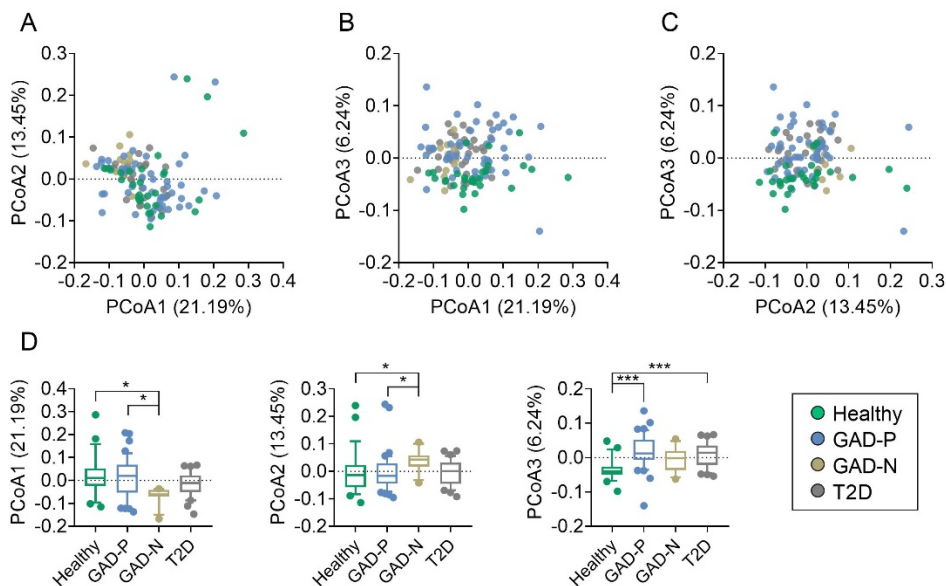 A
PCoA2 (13.45%)
0.3
0.2
0.1
0.0
-0.1
-0.2
-0.2 -0.1 0.0 0.1 0.2 0.3 0.4
PCoA1 (21.19%)
B
PCoA3 (6.24%)
0.2
0.1
0.0
-0.1
-0.2
-0.2 -0.1 0.0 0.1 0.2 0.3 0.4
PCoA1 (21.19%)
C
PCoA3 (6.24%)
0.2
0.1
0.0
-0.1
-0.2
-0.2 -0.1 0.0 0.1 0.2 0.3
PCoA2 (13.45%)
D
PCoA1 (21.19%)
0.4
0.3
0.2
0.1
0.0
-0.1
-0.2
*
*
Healthy GAD-P GAD-N T2D
PCoA2 (13.45%)
0.3
0.2
0.1
0.0
-0.1
-0.2
*
*
Healthy GAD-P GAD-N T2D
PCoA3 (6.24%)
0.2
0.1
0.0
-0.1
-0.2
***
***
Healthy GAD-P GAD-N T2D
Healthy
GAD-P
GAD-N
T2D